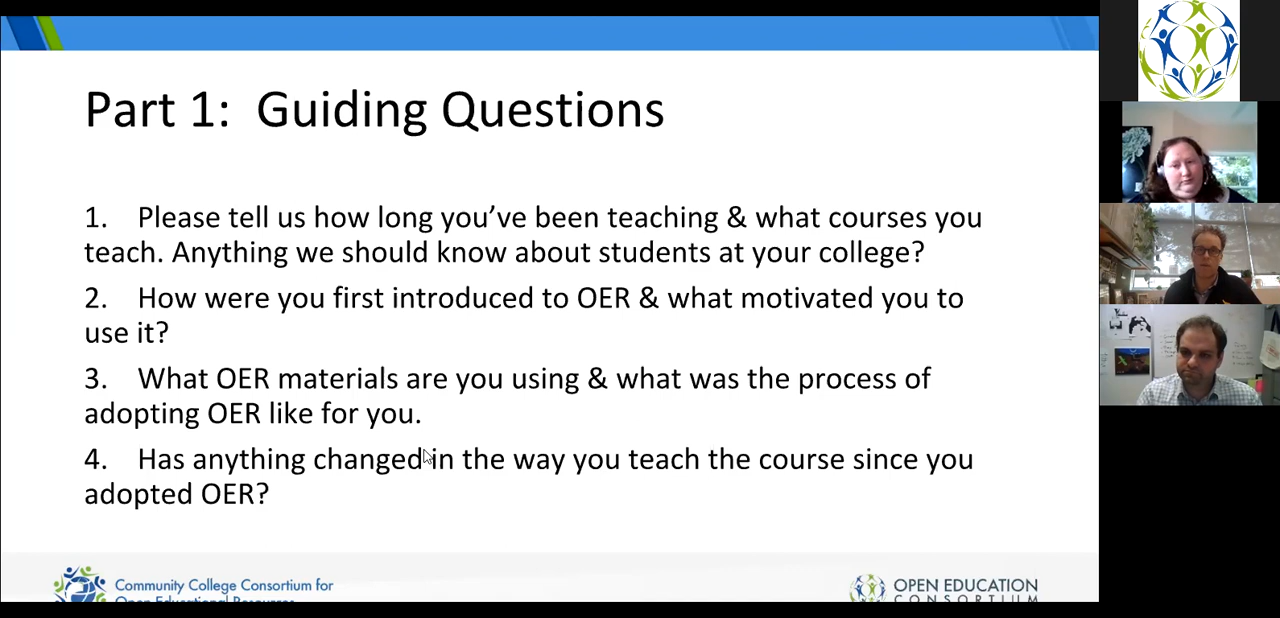 Part 1:  Guiding Questions
1. Please tell us how long you’ve been teaching & what courses you
teach. Anything we should know about students at your college?
2. How were you first introduced to OER & what motivated you to
use it?
3. What OER materials are you using & what was the process of
adopting OER like for you.
4. Has anything changed in the way you teach the course since you
adopted OER?
Community College Consortium for
Open Educational Resources
OPEN EDUCATION
CONSORTIUM